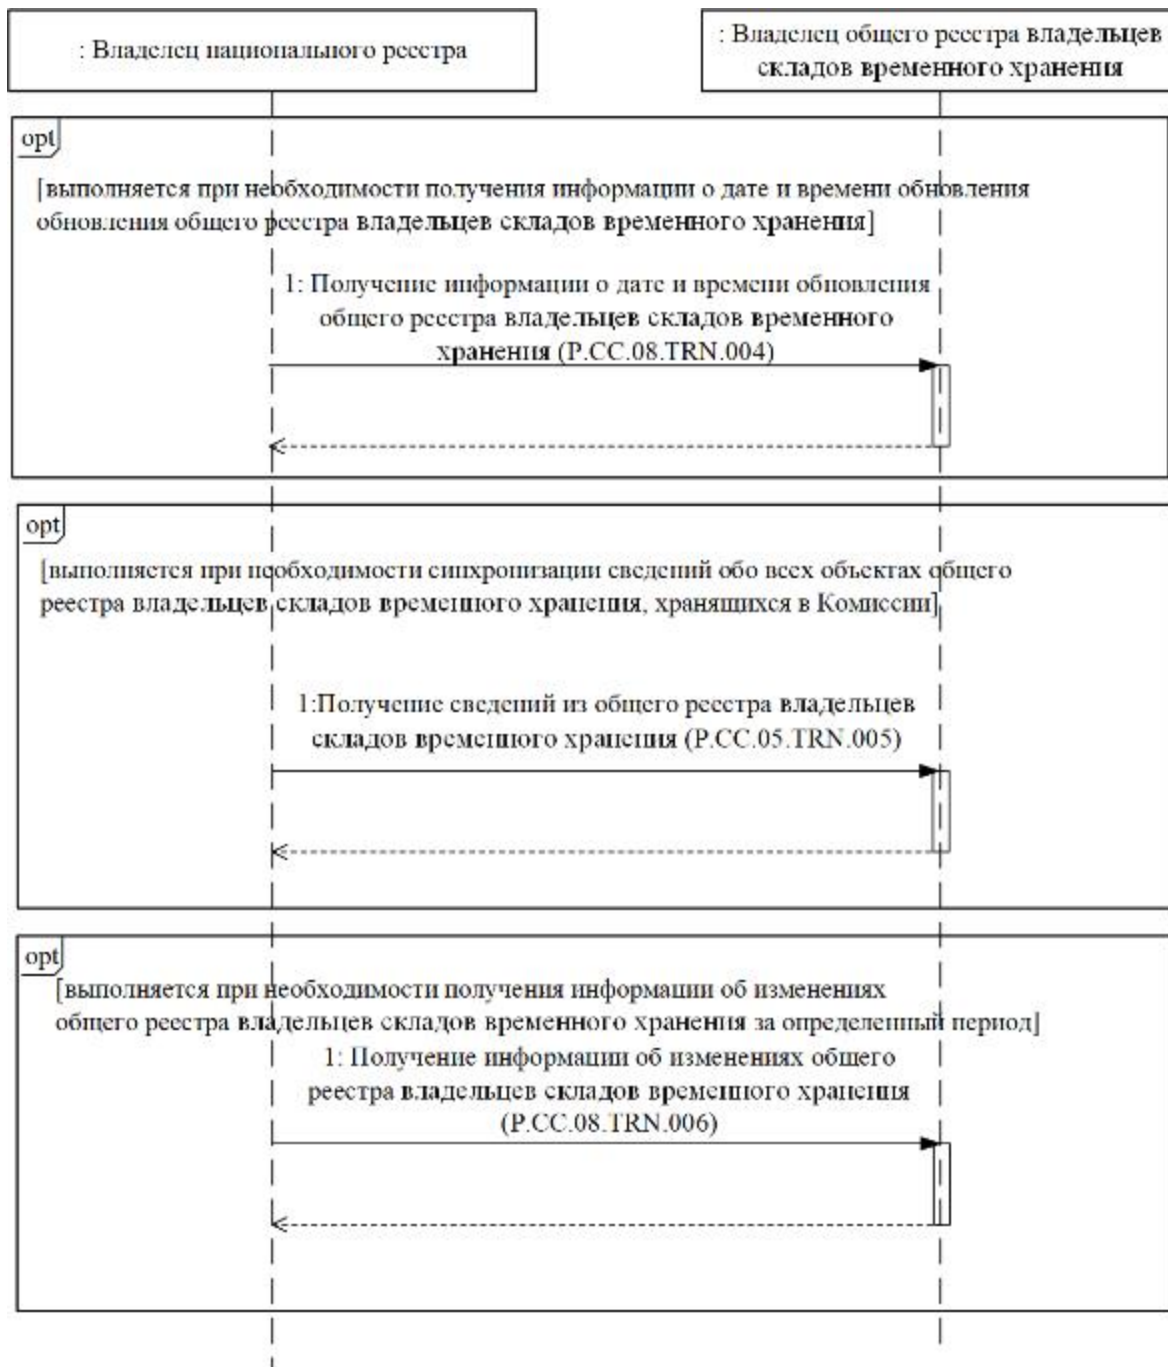 : Владелец национального реестра
: Владелец общего реестра владельцев
складов временного хранения
opt
[выполняется при необходимости получения информации о дате и времени обновления
обновления общего реестра владельцев складов временного хранения]
1: Получение информации о дате и времени обновления
общего реестра владельцев складов временного
хранения (P.CC.08.TRN.004)
opt
[выполняется при необходимости синхронизации сведений обо всех объектах общего
реестра владельцев складов временного хранения, хранящихся в Комиссии]
1:Получение сведений из общего реестра владельцев
складов временного хранения (P.CC.05.TRN.005)
opt
[выполняется при необходимости получения информации об изменениях
общего реестра владельцев складов временного хранения за определенный период]
1: Получение информации об изменениях общего
реестра владельцев складов временного хранения
(P.CC.08.TRN.006)